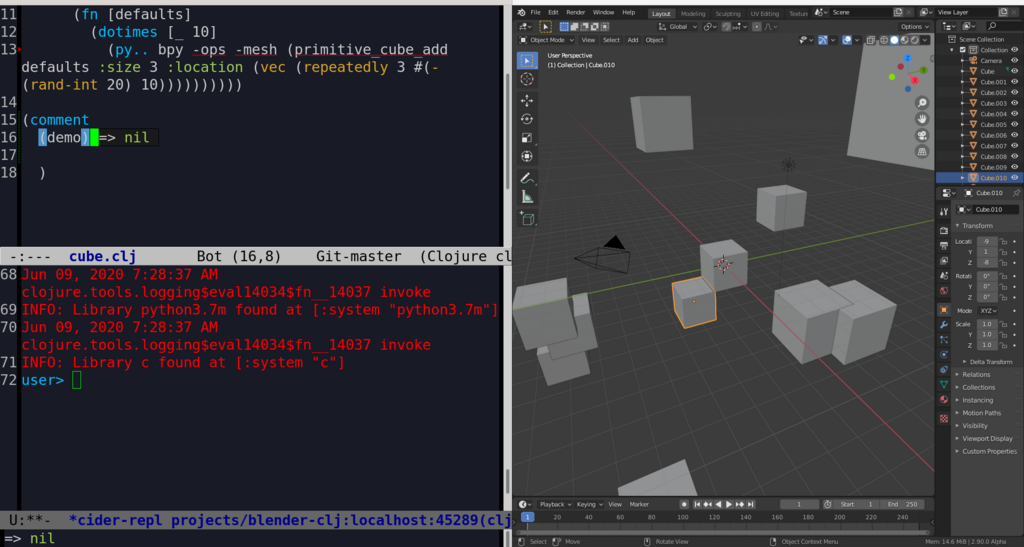 11 (fn [defaults]
12 (dotimes [_ 10]
13 (py.. bpy -ops -mesh (primitive_cube_add
defaults :size 3 :location (vec (repeatedly 3 #(-
(rand-int 20) 10))))))))))
14
15 (comment
16 (demo) => nil
17
18 )
-:--- cube.clj Bot (16,8) Git-master (Clojure cl
68 Jun 09, 2020 7:28:37 AM
clojure.tools.logging$eval14034$fn__14037 invoke
69 INFO: Library python3.7m found at [:system "python3.7m"]
70 Jun 09, 2020 7:28:37 AM
clojure.tools.logging$eval14034$fn__14037 invoke
71 INFO: Library c found at [:system "c"]
72 user>
U:**- *cider-repl projects/blender-clj:localhost:45289(clj
=> nil
File Edit Render Window Help Layout Modeling Sculpting UV Editing Textu Scene View Layer
Global
Object Mode View Select Add Object Options
User Perspective
(1) Collection | Cube.010
Scene Collection
Collection
Camera
Cube
Cube.001
Cube.002
Cube.003
Cube.004
Cube.005
Cube.006
Cube.007
Cube.008
Cube.009
Cube.010
Cube.010
Cube.010
Transform
Locati -9
Y 1
Z -8
Rotati 0°
Y 0°
Z 0°
Mode XYZ
Scale 1.0
Y 1.0
Z 1.0
Delta Transform
Relations
Collections
Instancing
Motion Paths
Visibility
Viewport Display
Custom Properties
Playback Keying View Marker 1 Start 1 End 250
1 20 40 60 80 100 120 140 160 180 200 220 240
Select Move Rotate View Object Context Menu Mem: 14.6 MiB | 2.90.0 Alpha